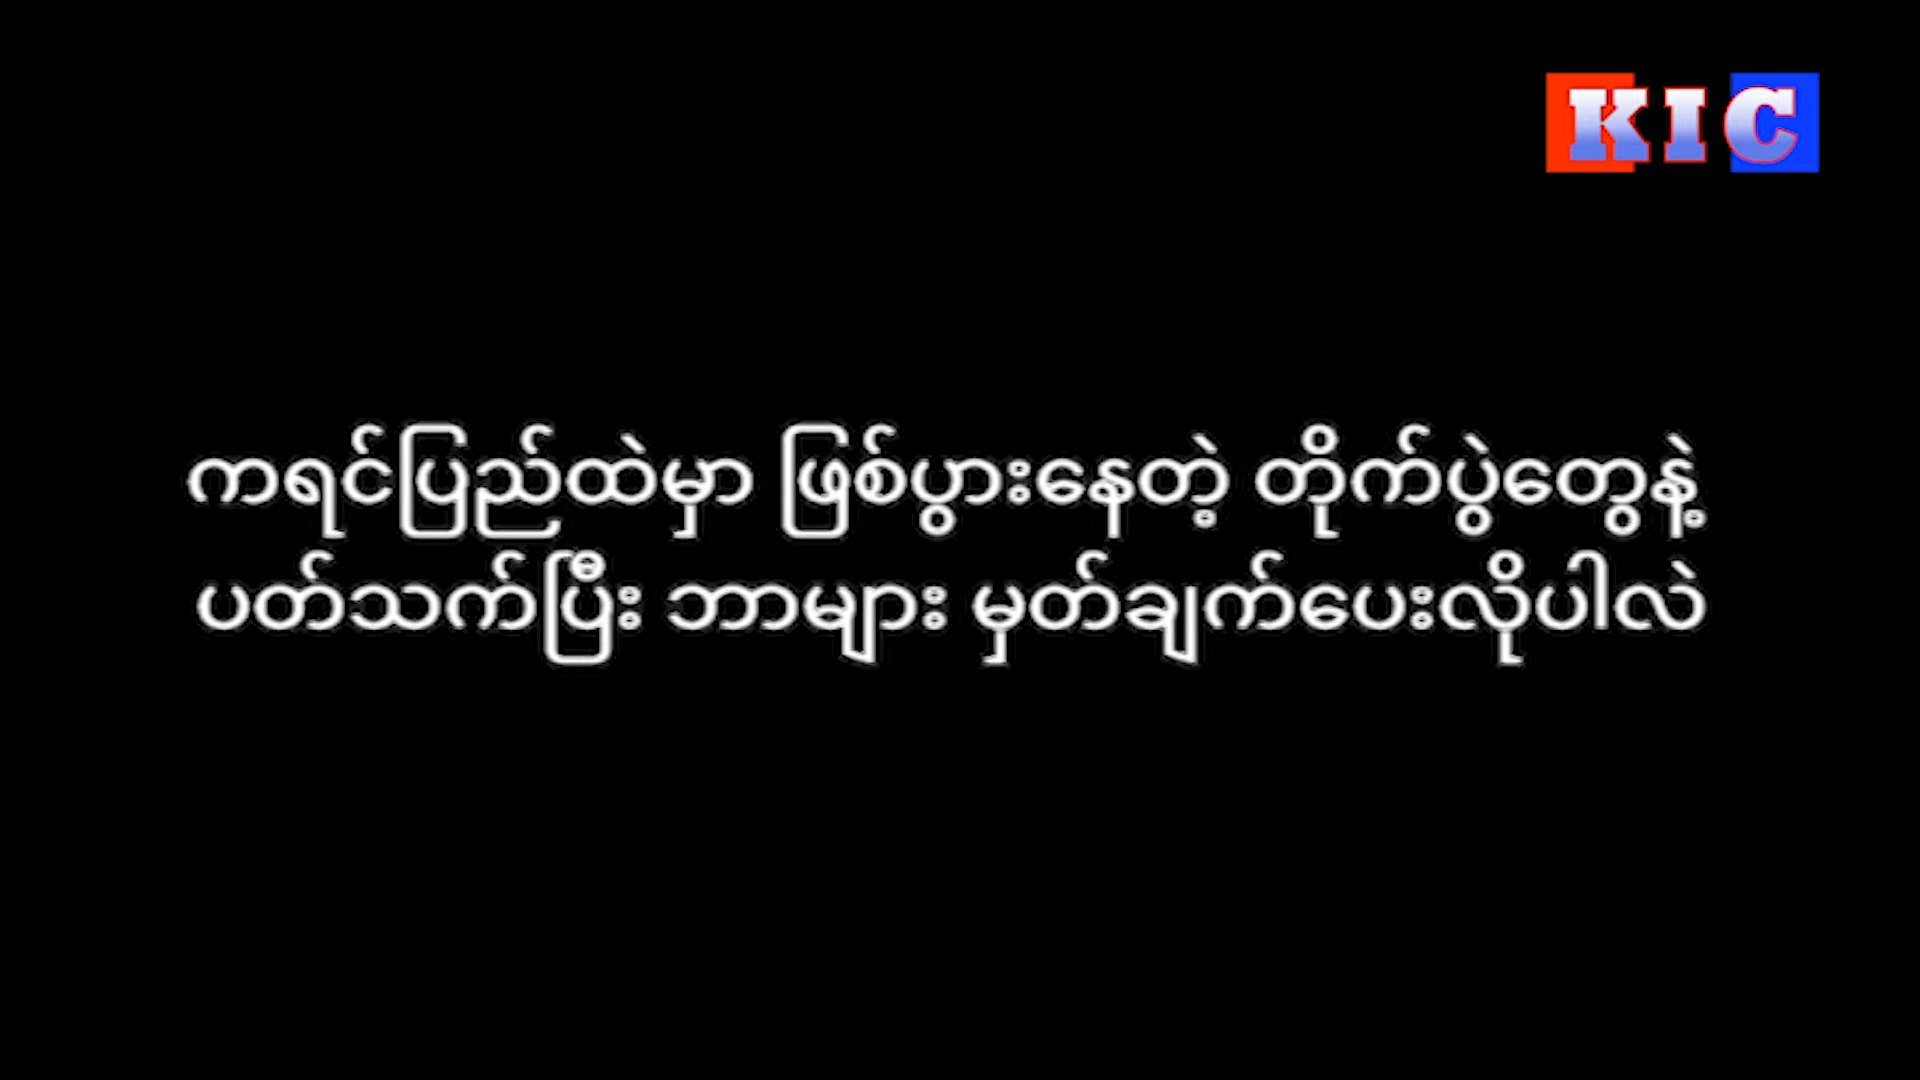 KIC
ကရင်ပြည်ထဲမှာ ဖြစ်ပွားနေတဲ့ တိုက်ပွဲတွေနဲ့
ပတ်သက်ပြီး ဘာများ မှတ်ချက်ပေးလိုပါလဲ